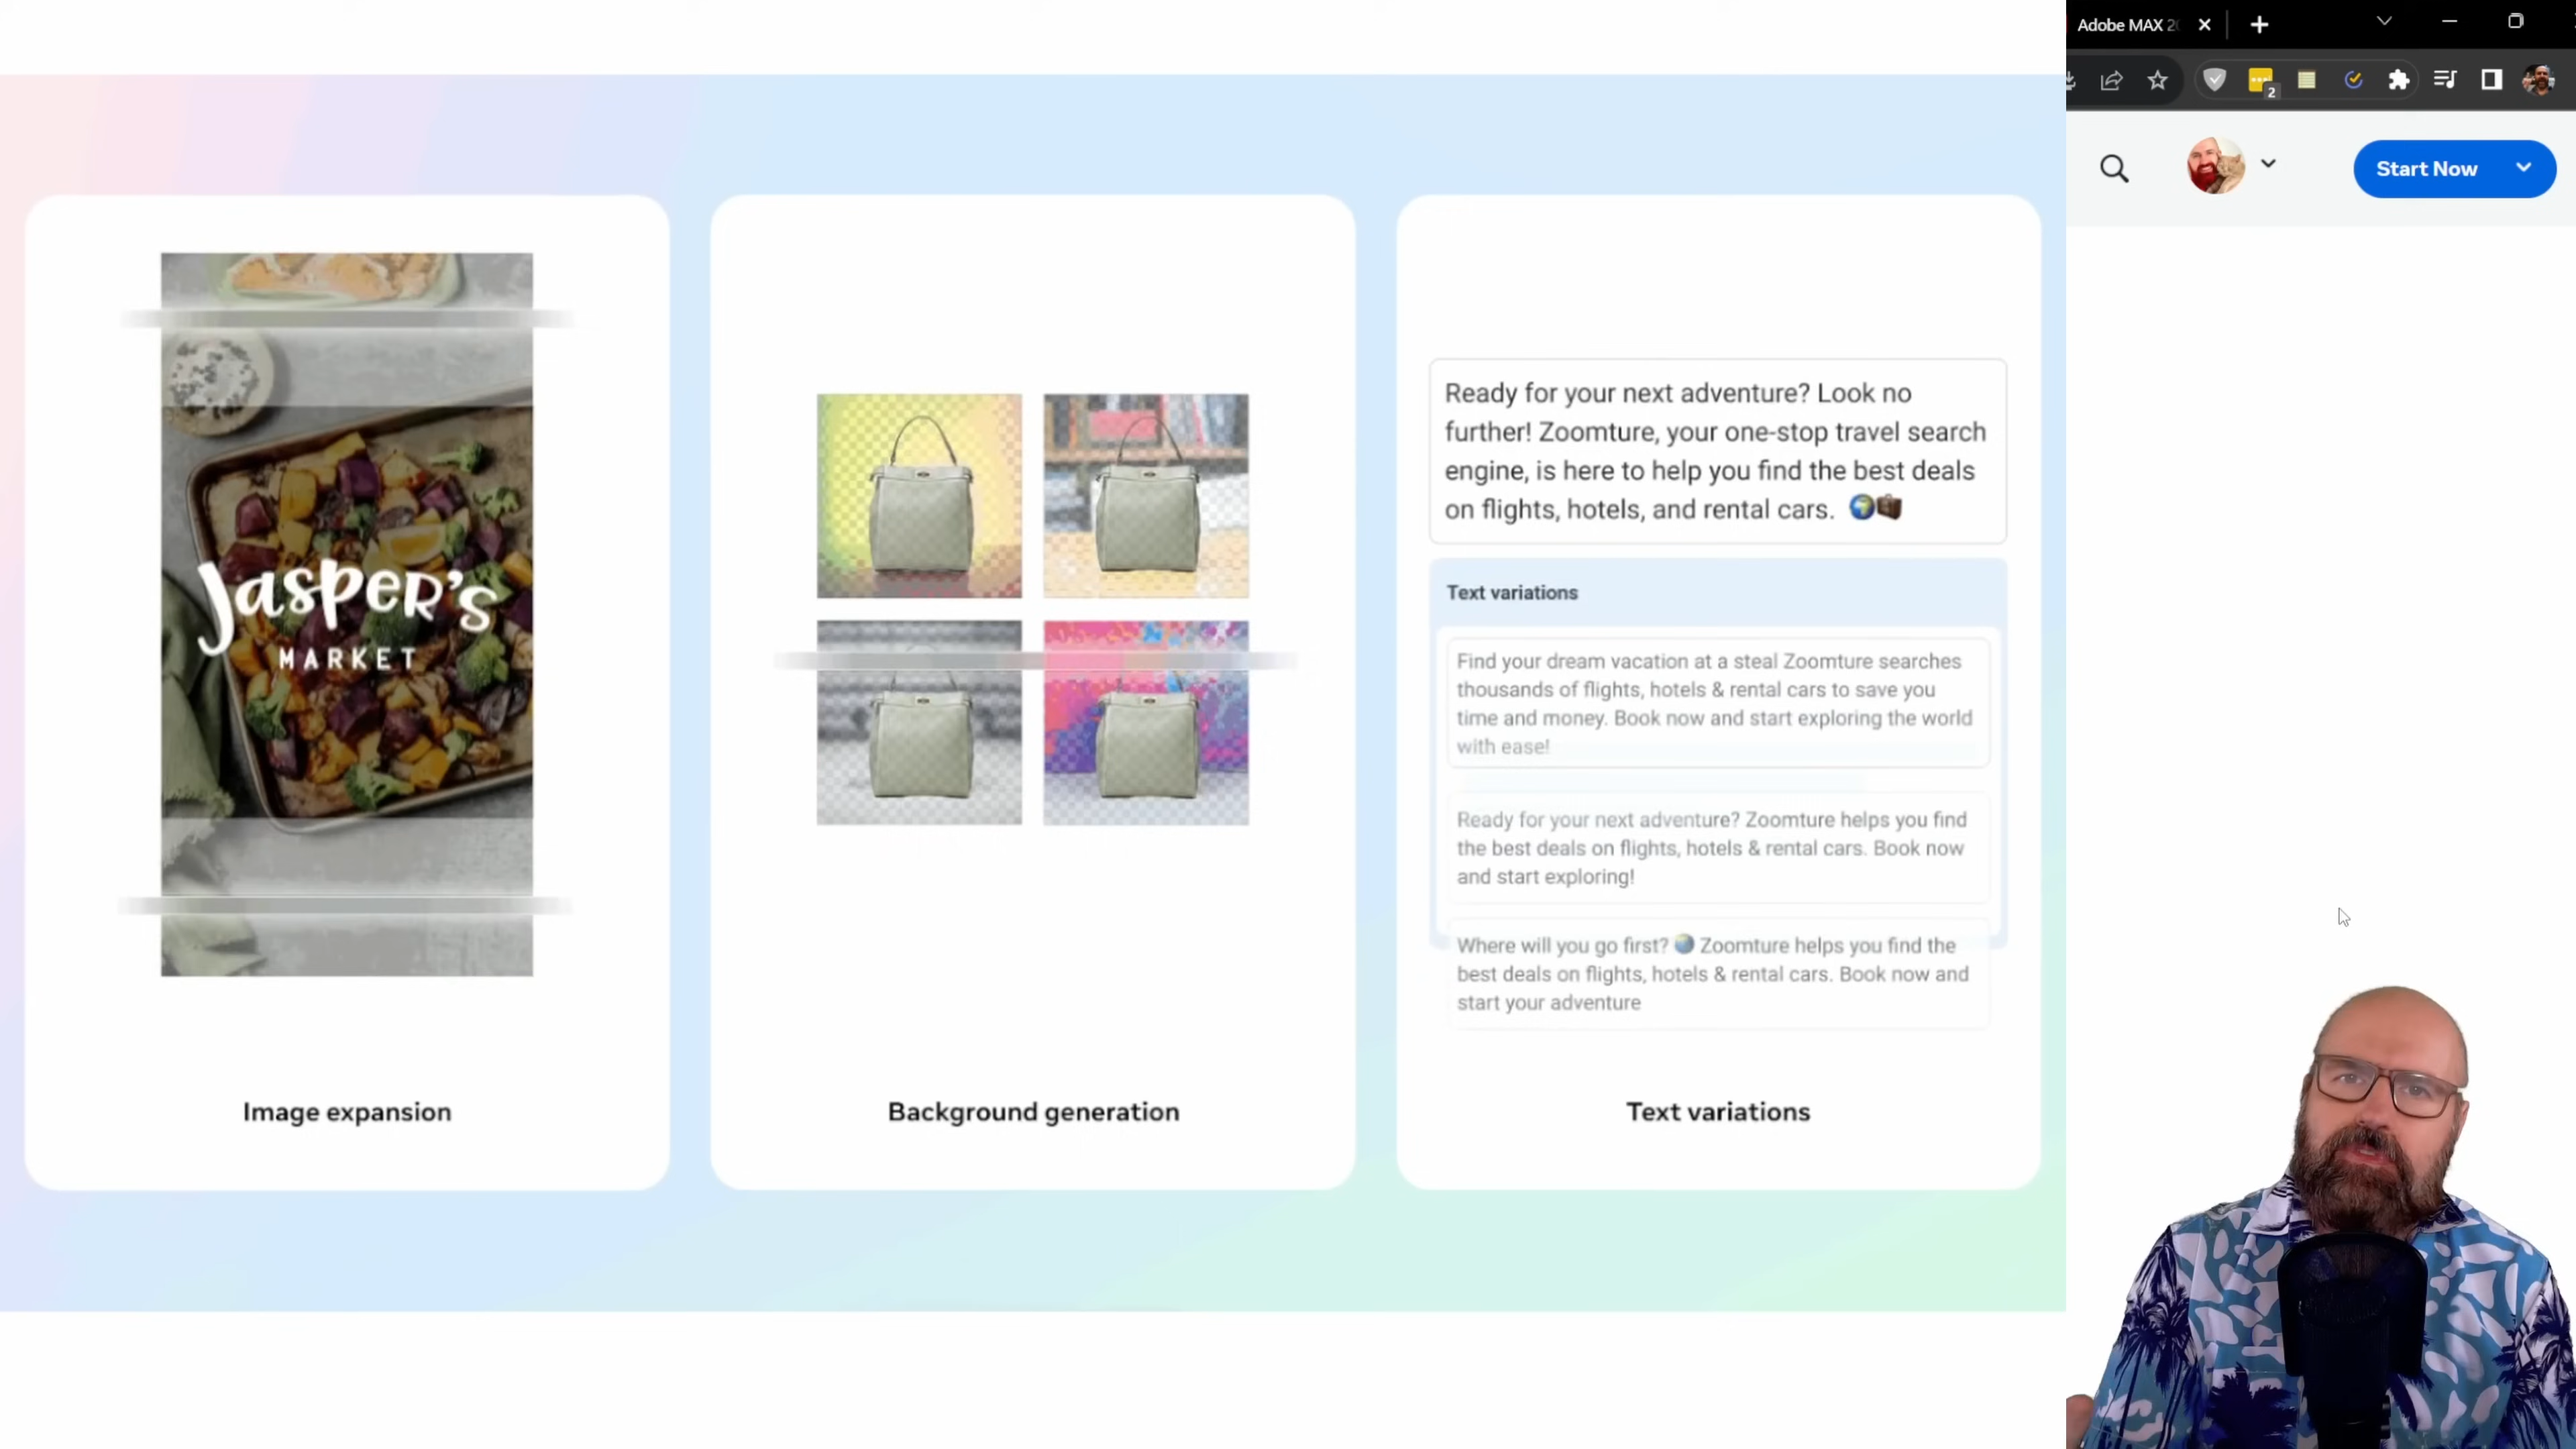 Adobe MAX 20
2
Start Now
Jasper's
MARKET
Image expansion
Background generation
Ready for your next adventure? Look no
further! Zoomture, your one-stop travel search
engine, is here to help you find the best deals
on flights, hotels, and rental cars. 🌍💼
Text variations
Find your dream vacation at a steal Zoomture searches
thousands of flights, hotels & rental cars to save you
time and money. Book now and start exploring the world
with ease!
Ready for your next adventure? Zoomture helps you find
the best deals on flights, hotels & rental cars. Book now
and start exploring!
Where will you go first? 🌍 Zoomture helps you find the
best deals on flights, hotels & rental cars. Book now and
start your adventure
Text variations